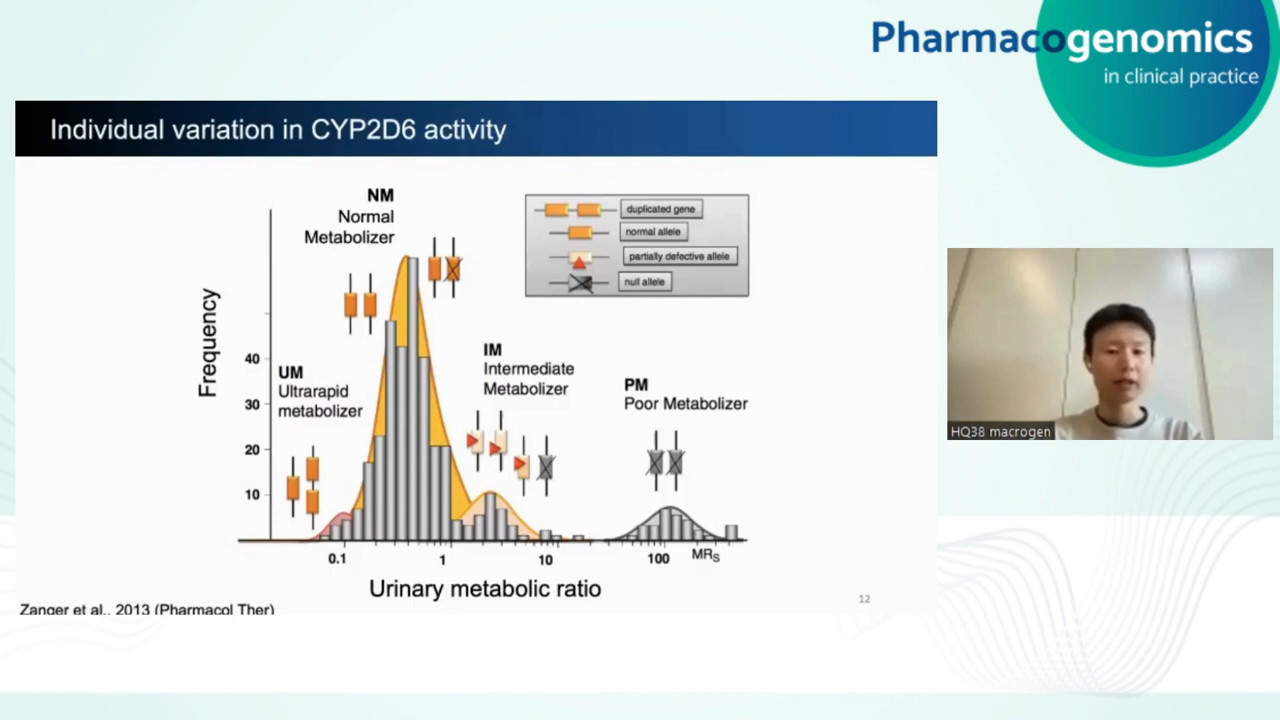 Pharmacogenomics
in clinical practice
Individual variation in CYP2D6 activity
NM
Normal
Metabolizer
duplicated gene
normal allele
partially defective allele
null allele
Frequency
40
30
20
10
UM
Ultrarapid
metabolizer
IM
Intermediate
Metabolizer
PM
Poor Metabolizer
0.1
1
10
100
MRS
Urinary metabolic ratio
Zanger et al., 2013 (Pharmacol Ther)
12
HQ38 macrogen